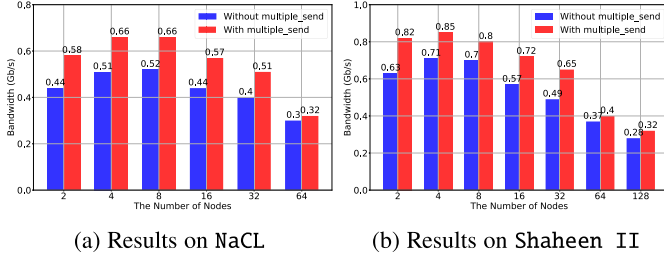 Without multiple_send
With multiple_send
0.8
0.6
0.4
0.2
0.0
Bandwidth (Gb/s)
0.44 0.58 0.51 0.66 0.52 0.66 0.44 0.57 0.4 0.51 0.3 0.32
2 4 8 16 32 64
The Number of Nodes
(a) Results on NaCL
Without multiple_send
With multiple_send
1.0
0.8
0.6
0.4
0.2
0.0
Bandwidth (Gb/s)
0.63 0.82 0.71 0.85 0.7 0.8 0.57 0.72 0.49 0.65 0.37 0.4 0.28 0.32
2 4 8 16 32 64 128
The Number of Nodes
(b) Results on Shaheen II